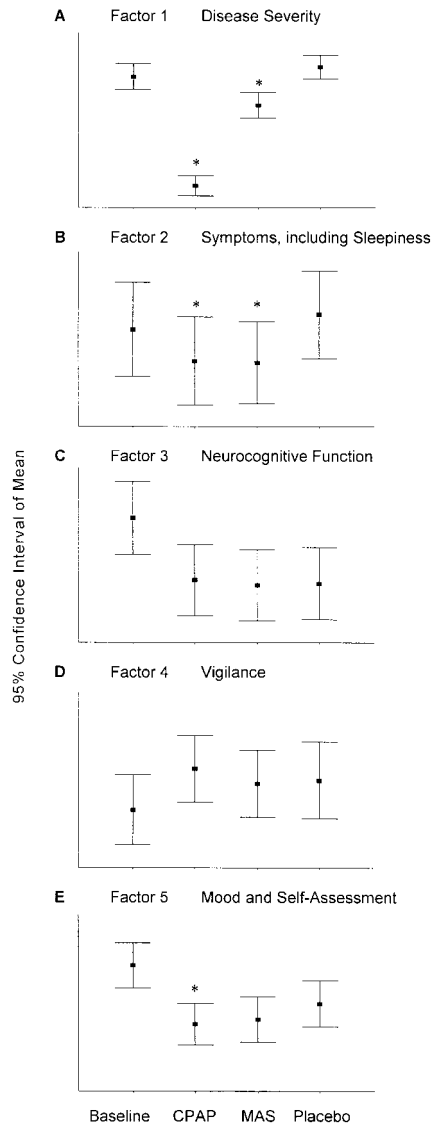 A Factor 1 Disease Severity
*
*
B Factor 2 Symptoms, including Sleepiness
* *
C Factor 3 Neurocognitive Function
95% Confidence Interval of Mean
D Factor 4 Vigilance
E Factor 5 Mood and Self-Assessment
*
Baseline CPAP MAS Placebo